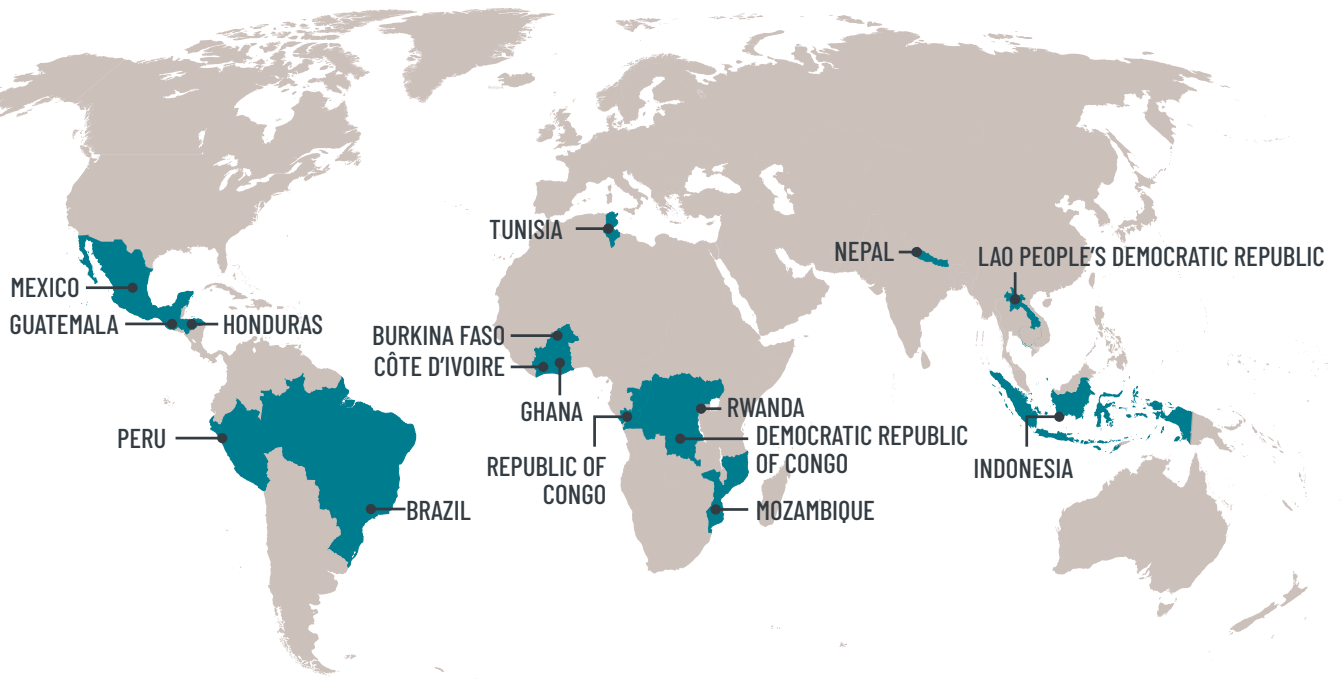 TUNISIA
NEPAL
LAO PEOPLE'S DEMOCRATIC REPUBLIC
MEXICO
GUATEMALA
HONDURAS
BURKINA FASO
CÔTE D'IVOIRE
GHANA
RWANDA
PERU
DEMOCRATIC REPUBLIC
OF CONGO
REPUBLIC OF
CONGO
INDONESIA
BRAZIL
MOZAMBIQUE